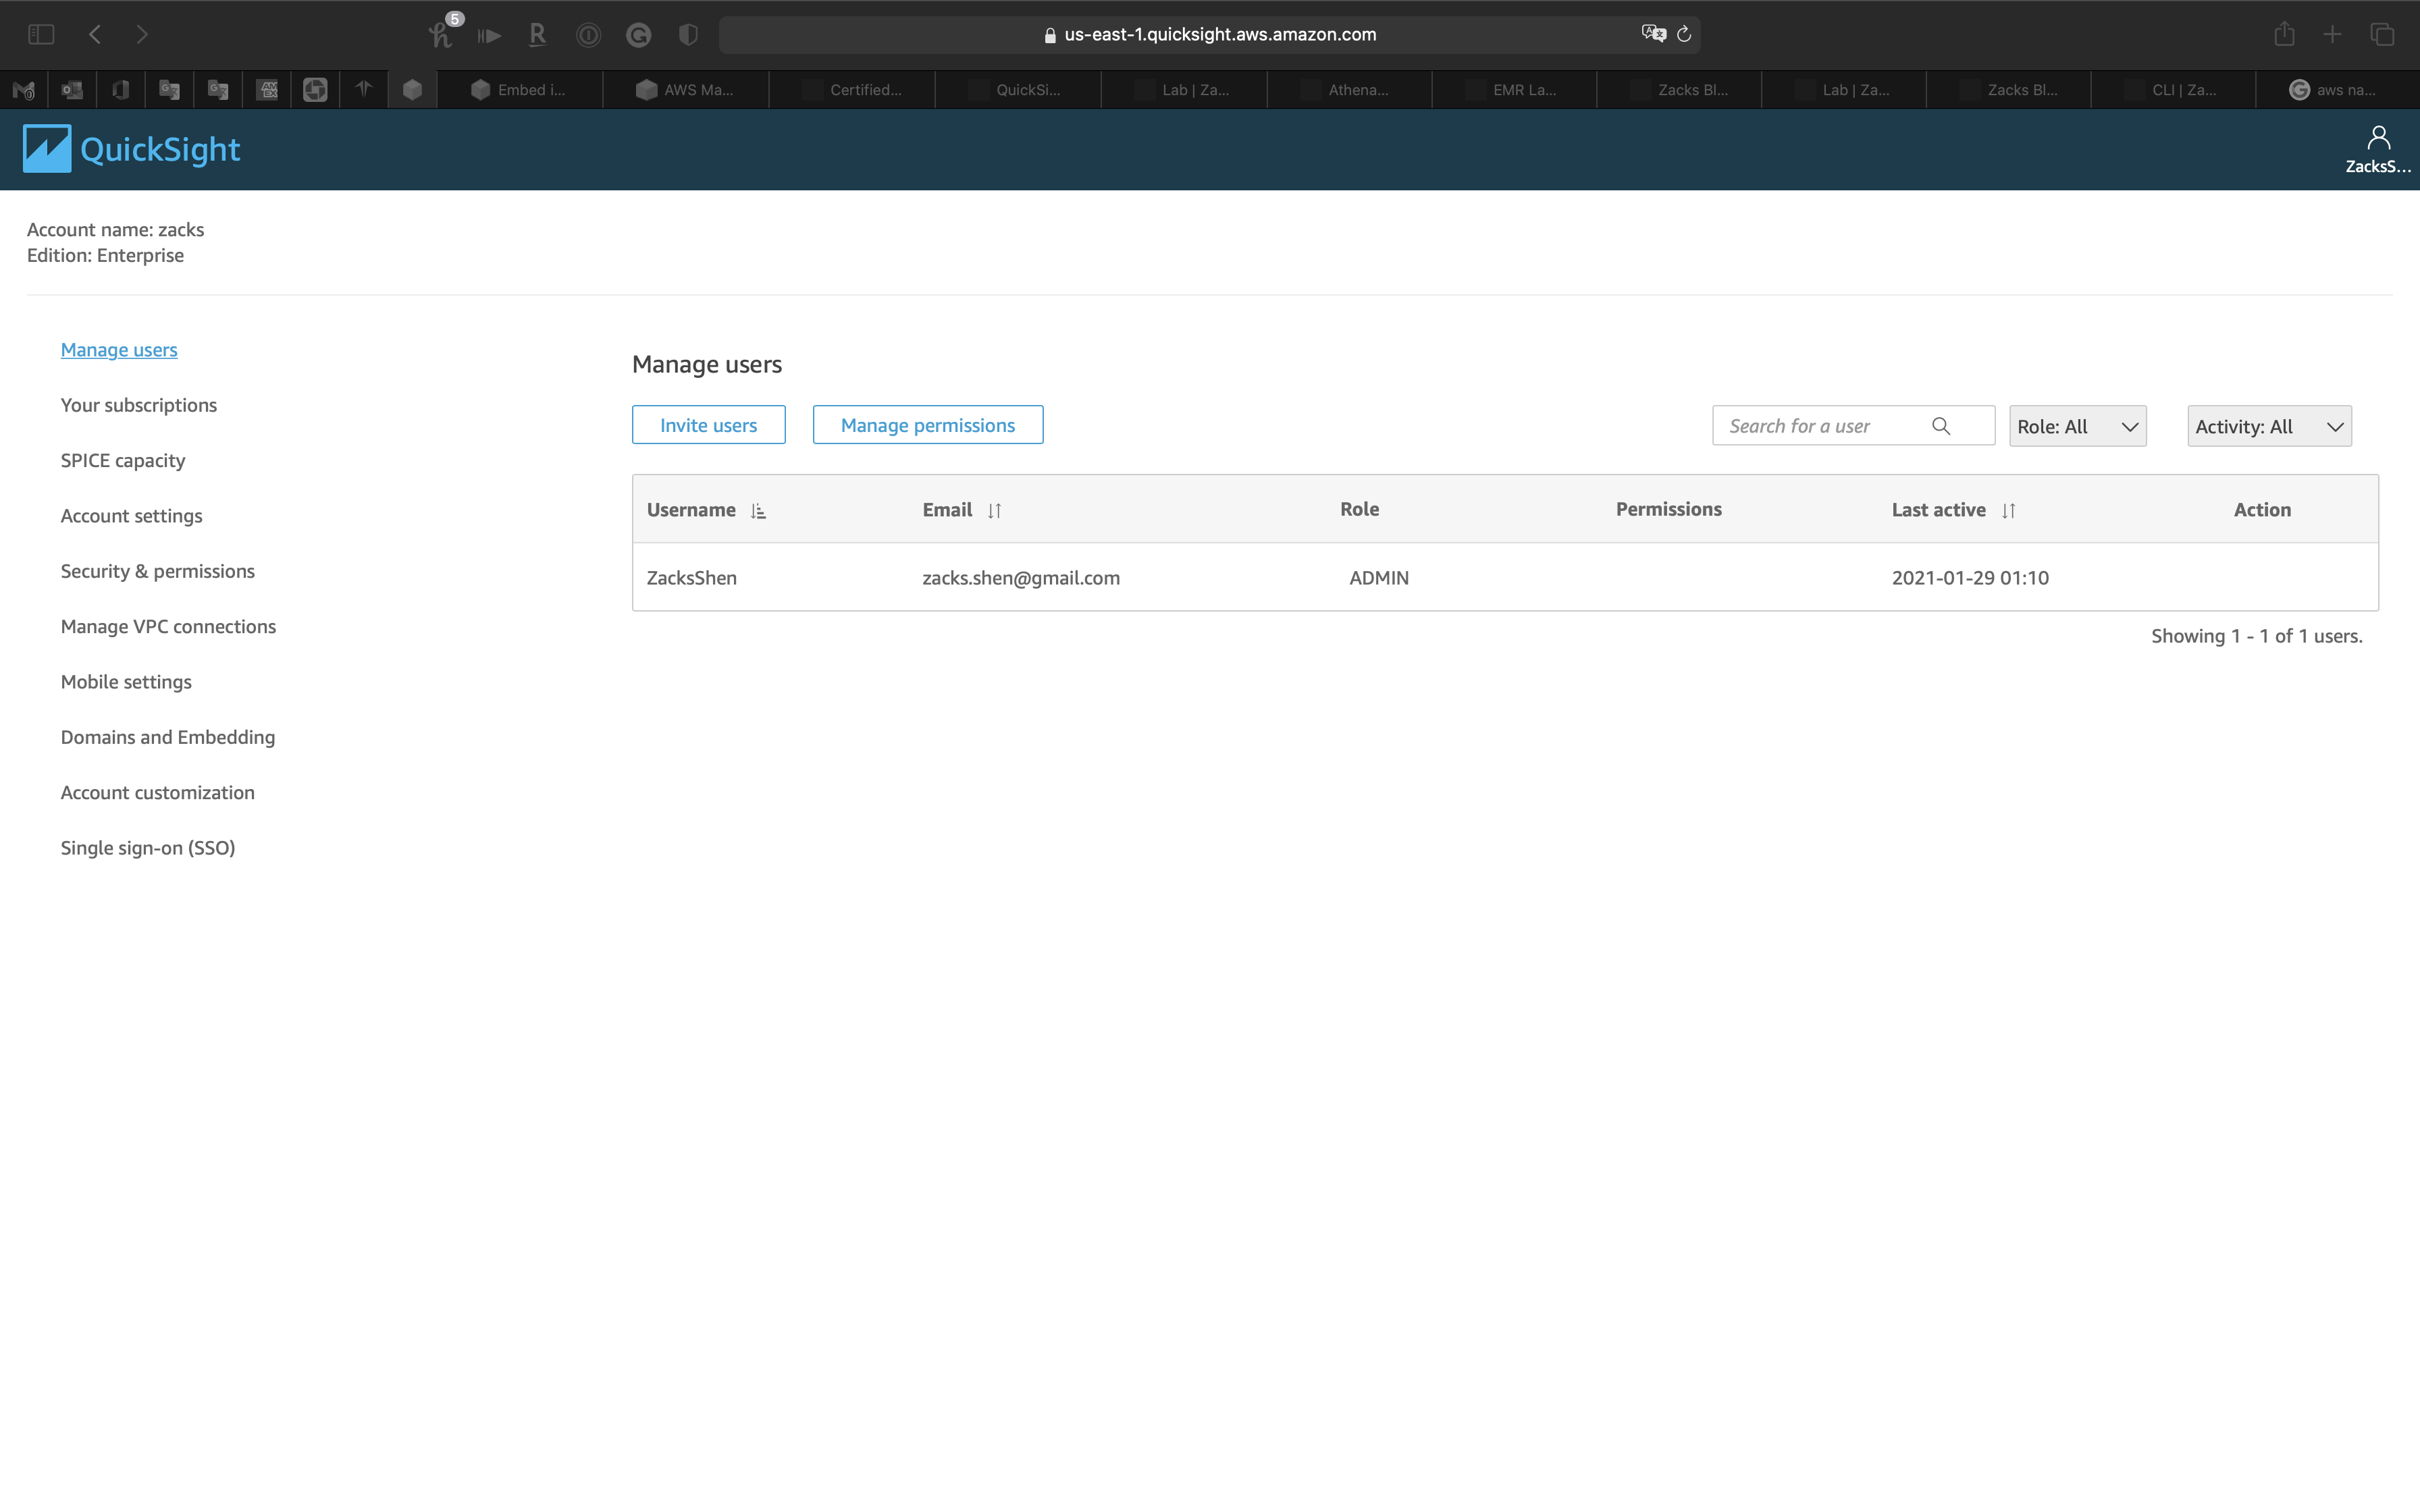 5
us-east-1.quicksight.aws.amazon.com
Embed i...
AWS Ma...
Certified...
QuickSi...
Lab | Za...
Athena...
EMR La...
Zacks Bl...
Lab | Za...
Zacks Bl...
CLI | Za...
aws na...
QuickSight
ZacksS...
Account name: zacks
Edition: Enterprise
Manage users
Your subscriptions
SPICE capacity
Account settings
Security & permissions
Manage VPC connections
Mobile settings
Domains and Embedding
Account customization
Single sign-on (SSO)
Manage users
Invite users Manage permissions Search for a user Role: All Activity: All
Username Email Role Permissions Last active Action
ZacksShen zacks.shen@gmail.com ADMIN 2021-01-29 01:10
Showing 1 - 1 of 1 users.